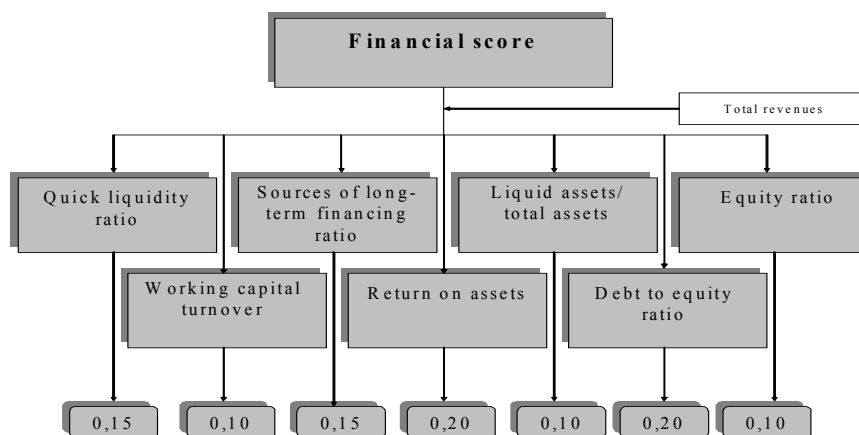 Financial score
Total revenues
Quick liquidity
ratio
Sources of long-
term financing
ratio
Liquid assets/
total assets
Equity ratio
Working capital
turnover
Return on assets
Debt to equity
ratio
0,15
0,10
0,15
0,20
0,10
0,20
0,10